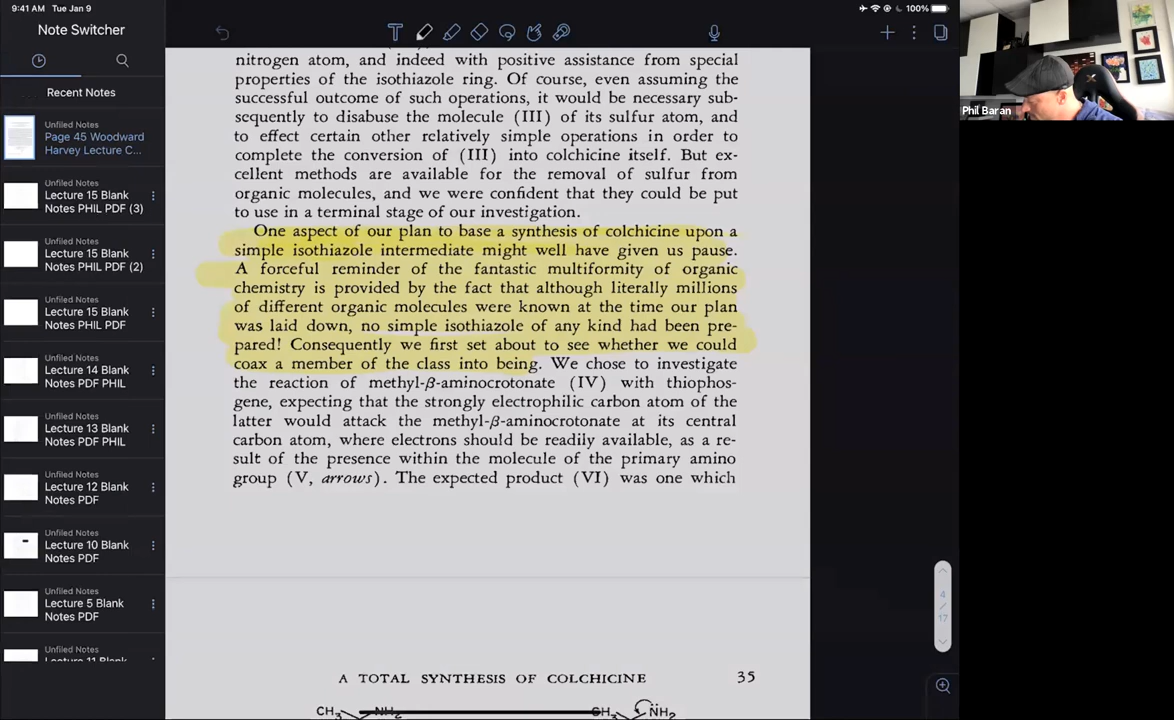 9:41 AM Tue Jan 9
100%
Note Switcher
Recent Notes
Unfiled Notes
Page 45 Woodward
Harvey Lecture C...
Unfiled Notes
Lecture 15 Blank
Notes PHIL PDF (3)
Unfiled Notes
Lecture 15 Blank
Notes PHIL PDF (2)
Unfiled Notes
Lecture 15 Blank
Notes PHIL PDF
Unfiled Notes
Lecture 14 Blank
Notes PDF PHIL
Unfiled Notes
Lecture 13 Blank
Notes PDF PHIL
Unfiled Notes
Lecture 12 Blank
Notes PDF
Unfiled Notes
Lecture 10 Blank
Notes PDF
Unfiled Notes
Lecture 5 Blank
Notes PDF
Unfiled Notes
Lecture 11 Blank
nitrogen atom, and indeed with positive assistance from special
properties of the isothiazole ring. Of course, even assuming the
successful outcome of such operations, it would be necessary sub-
sequently to disabuse the molecule (III) of its sulfur atom, and
to effect certain other relatively simple operations in order to
complete the conversion of (III) into colchicine itself. But ex-
cellent methods are available for the removal of sulfur from
organic molecules, and we were confident that they could be put
to use in a terminal stage of our investigation.
One aspect of our plan to base a synthesis of colchicine upon a
simple isothiazole intermediate might well have given us pause.
A forceful reminder of the fantastic multiformity of organic
chemistry is provided by the fact that although literally millions
of different organic molecules were known at the time our plan
was laid down, no simple isothiazole of any kind had been pre-
pared! Consequently we first set about to see whether we could
coax a member of the class into being. We chose to investigate
the reaction of methyl-β-aminocrotonate (IV) with thiophos-
gene, expecting that the strongly electrophilic carbon atom of the
latter would attack the methyl-β-aminocrotonate at its central
carbon atom, where electrons should be readily available, as a re-
sult of the presence within the molecule of the primary amino
group (V, arrows). The expected product (VI) was one which
A TOTAL SYNTHESIS OF COLCHICINE 35
CH₃ NH₂ CH₃ NH₂
4
/
17
Phil Baran